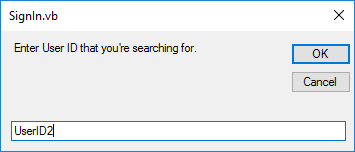 SignIn.vb
Enter User ID that you're searching for.
OK
Cancel
UserID2